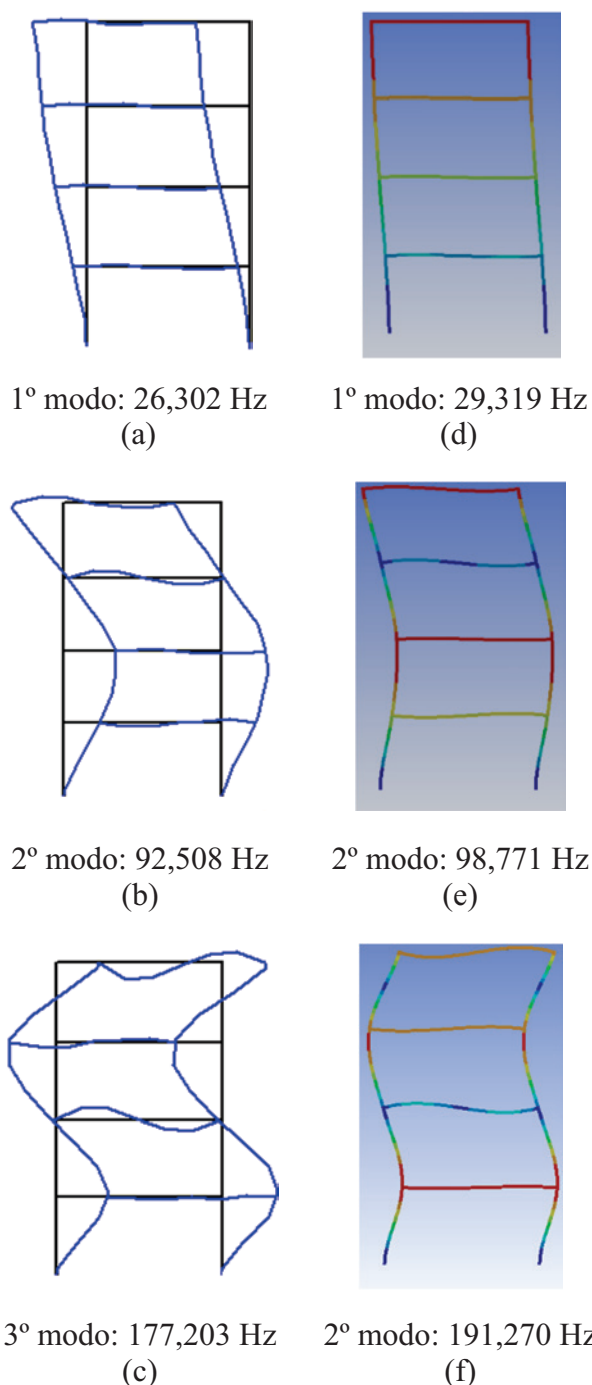 1º modo: 26,302 Hz
(a)
1º modo: 29,319 Hz
(d)
2º modo: 92,508 Hz
(b)
2º modo: 98,771 Hz
(e)
3º modo: 177,203 Hz
(c)
2º modo: 191,270 Hz
(f)